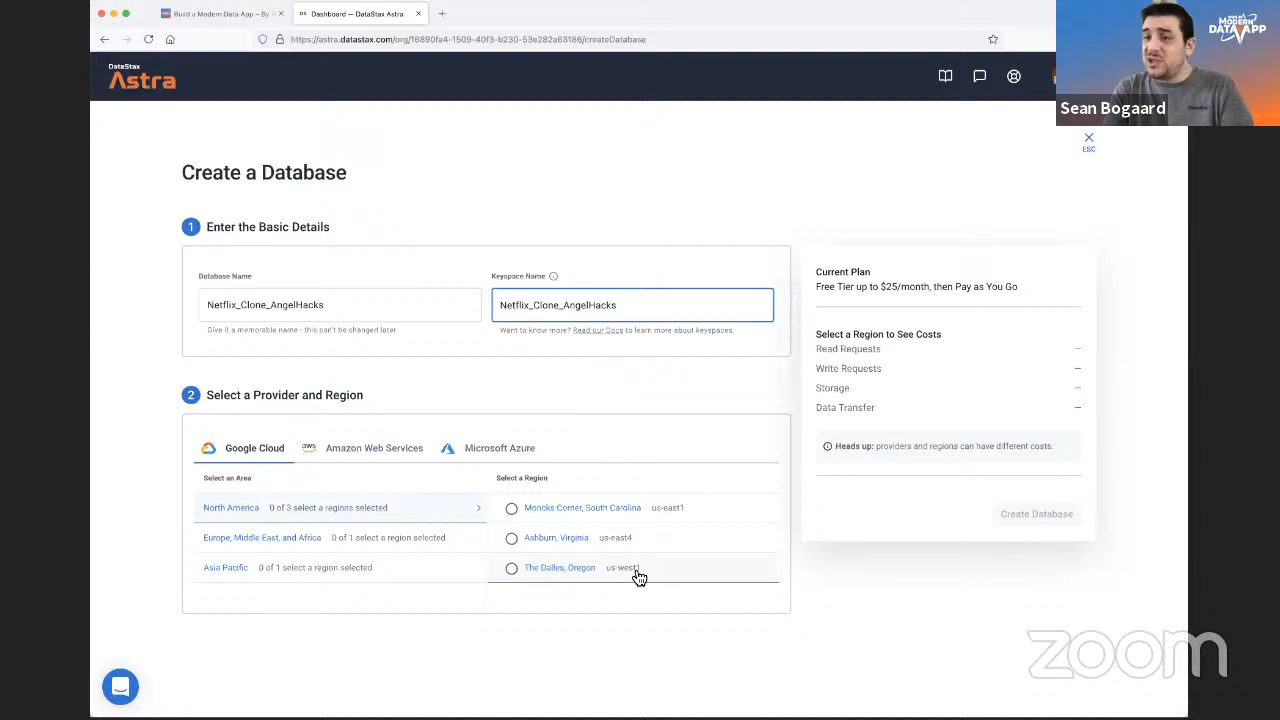 Build a Modern Data App – By
Dashboard — DataStax Astra
https://astra.datastax.com/org/16890fa4-1509-40f3-b230-53e282a63186/createDatabase
DataStax
Astra
BUILD A
MODERN
DATA APP
Sean Bogaard
ESC
Create a Database
1 Enter the Basic Details
Database Name
Keyspace Name
Netflix_Clone_AngelHacks
Netflix_Clone_AngelHacks
Give it a memorable name - this can't be changed later
Want to know more? Read our Docs to learn more about keyspaces.
Current Plan
Free Tier up to $25/month, then Pay as You Go
Select a Region to See Costs
Read Requests –
Write Requests –
Storage –
Data Transfer –
Heads up: providers and regions can have different costs.
Create Database
2 Select a Provider and Region
Google Cloud
aws Amazon Web Services
Microsoft Azure
Select an Area
Select a Region
North America 0 of 3 select a regions selected
Moncks Corner, South Carolina us-east1
Europe, Middle East, and Africa 0 of 1 select a region selected
Ashburn, Virginia us-east4
Asia Pacific 0 of 1 select a region selected
The Dalles, Oregon us-west1
zoom